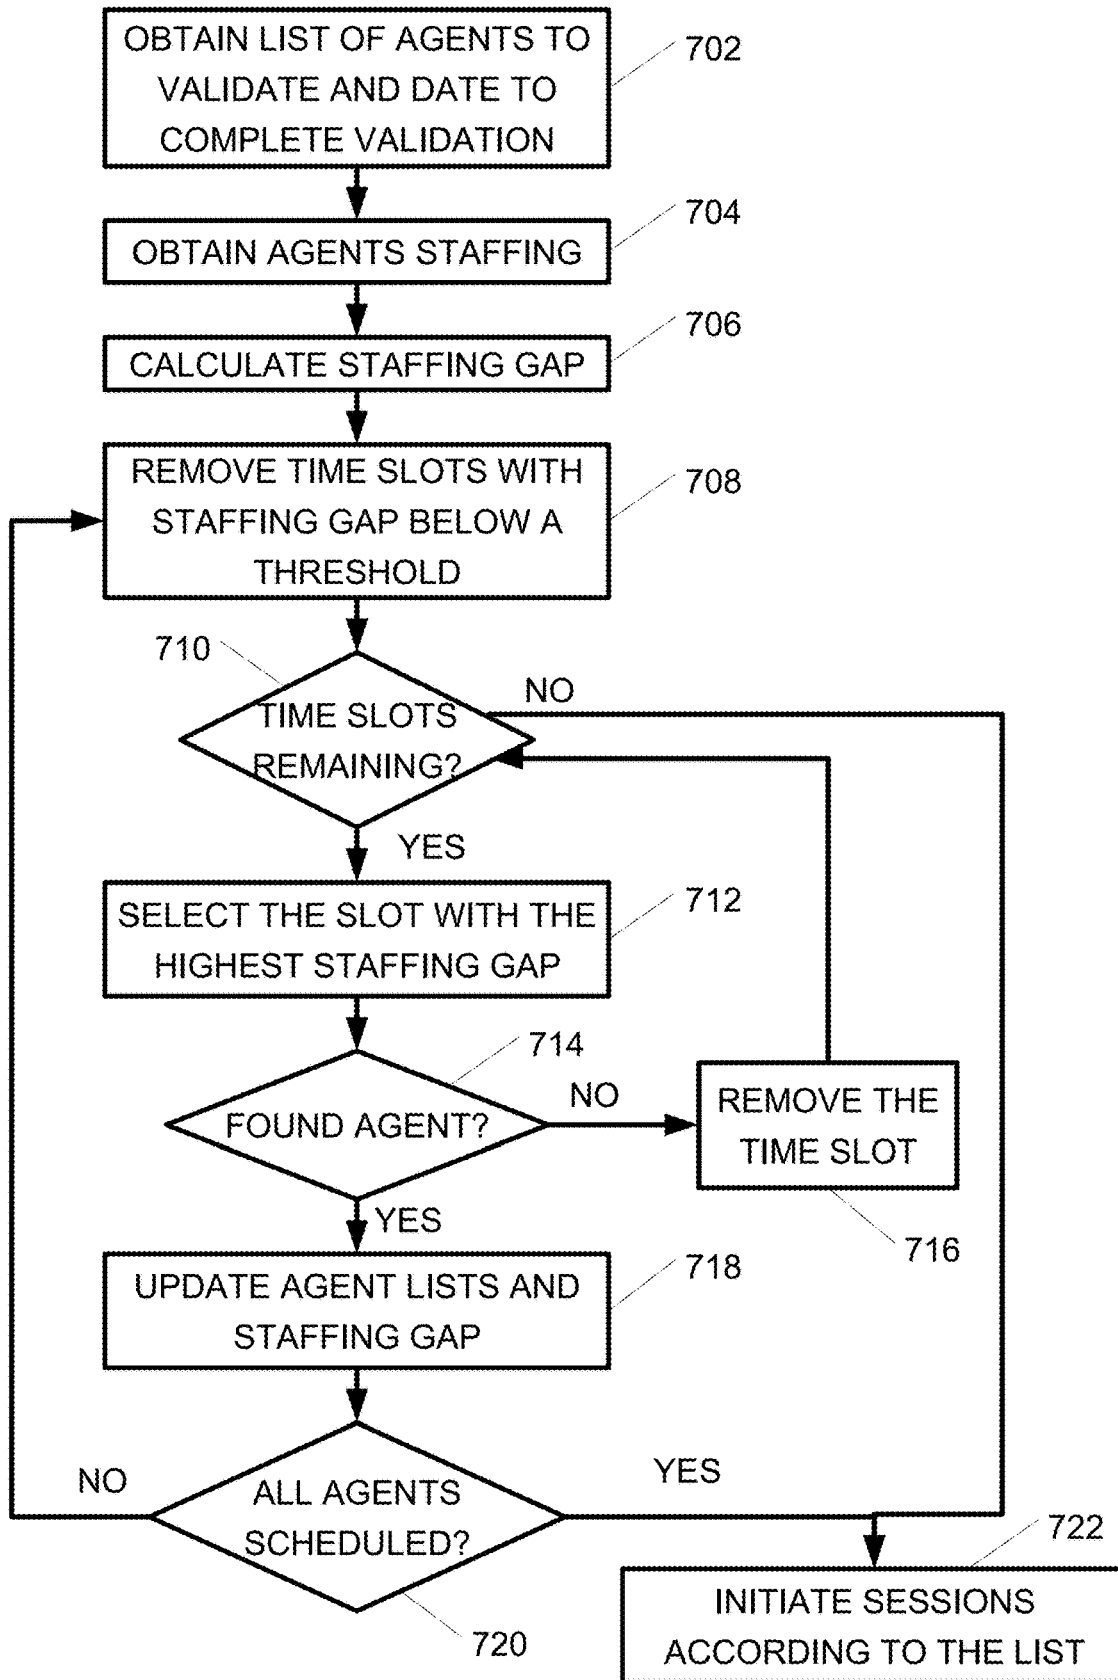 OBTAIN LIST OF AGENTS TO
VALIDATE AND DATE TO
COMPLETE VALIDATION
702
OBTAIN AGENTS STAFFING
704
CALCULATE STAFFING GAP
706
REMOVE TIME SLOTS WITH
STAFFING GAP BELOW A
THRESHOLD
708
710
TIME SLOTS
REMAINING?
NO
YES
SELECT THE SLOT WITH THE
HIGHEST STAFFING GAP
712
714
FOUND AGENT?
NO
REMOVE THE
TIME SLOT
716
YES
UPDATE AGENT LISTS AND
STAFFING GAP
718
NO
ALL AGENTS
SCHEDULED?
YES
720
722
INITIATE SESSIONS
ACCORDING TO THE LIST